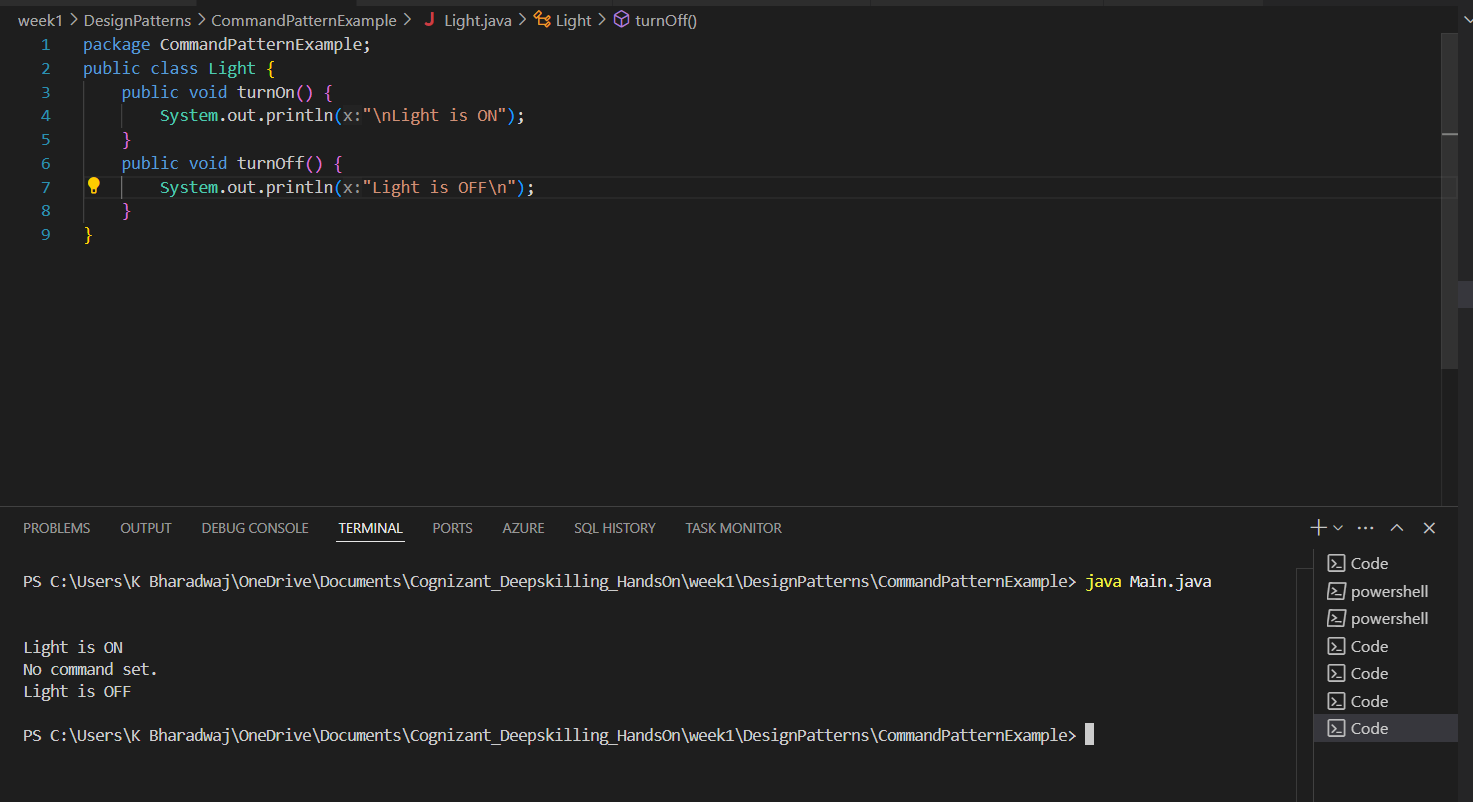 week1 > DesignPatterns > CommandPatternExample > J Light.java > Light > turnOff()
1 package CommandPatternExample;
2 public class Light {
3 public void turnOn() {
4 System.out.println(x:"\nLight is ON");
5 }
6 public void turnOff() {
7 System.out.println(x:"Light is OFF\n");
8 }
9 }
PROBLEMS OUTPUT DEBUG CONSOLE TERMINAL PORTS AZURE SQL HISTORY TASK MONITOR
PS C:\Users\K Bharadwaj\OneDrive\Documents\Cognizant_Deepskilling_HandsOn\week1\DesignPatterns\CommandPatternExample> java Main.java
Light is ON
No command set.
Light is OFF
PS C:\Users\K Bharadwaj\OneDrive\Documents\Cognizant_Deepskilling_HandsOn\week1\DesignPatterns\CommandPatternExample>
Code
powershell
powershell
Code
Code
Code
Code